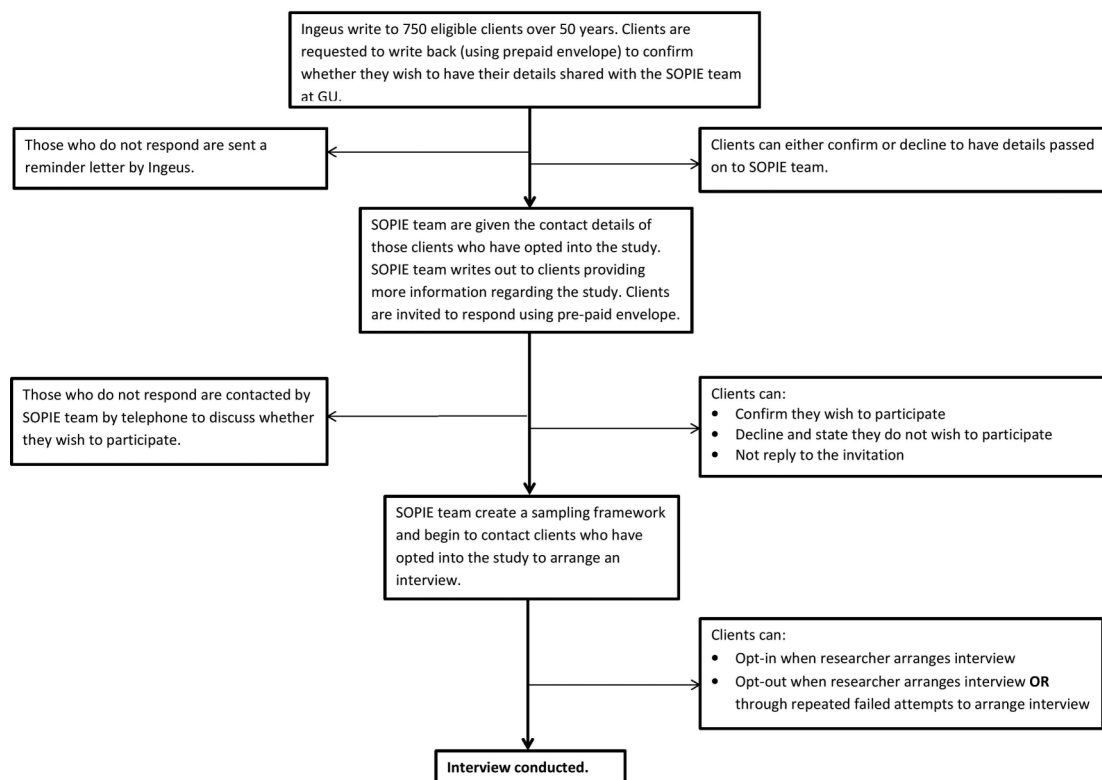 Ingeus write to 750 eligible clients over 50 years. Clients are
requested to write back (using prepaid envelope) to confirm
whether they wish to have their details shared with the SOPIE team
at GU.
Those who do not respond are sent a
reminder letter by Ingeus.
Clients can either confirm or decline to have details passed
on to SOPIE team.
SOPIE team are given the contact details of
those clients who have opted into the study.
SOPIE team writes out to clients providing
more information regarding the study. Clients
are invited to respond using pre-paid envelope.
Those who do not respond are contacted by
SOPIE team by telephone to discuss whether
they wish to participate.
Clients can:
• Confirm they wish to participate
• Decline and state they do not wish to participate
• Not reply to the invitation
SOPIE team create a sampling framework
and begin to contact clients who have
opted into the study to arrange an
interview.
Clients can:
• Opt-in when researcher arranges interview
• Opt-out when researcher arranges interview OR
through repeated failed attempts to arrange interview
Interview conducted.